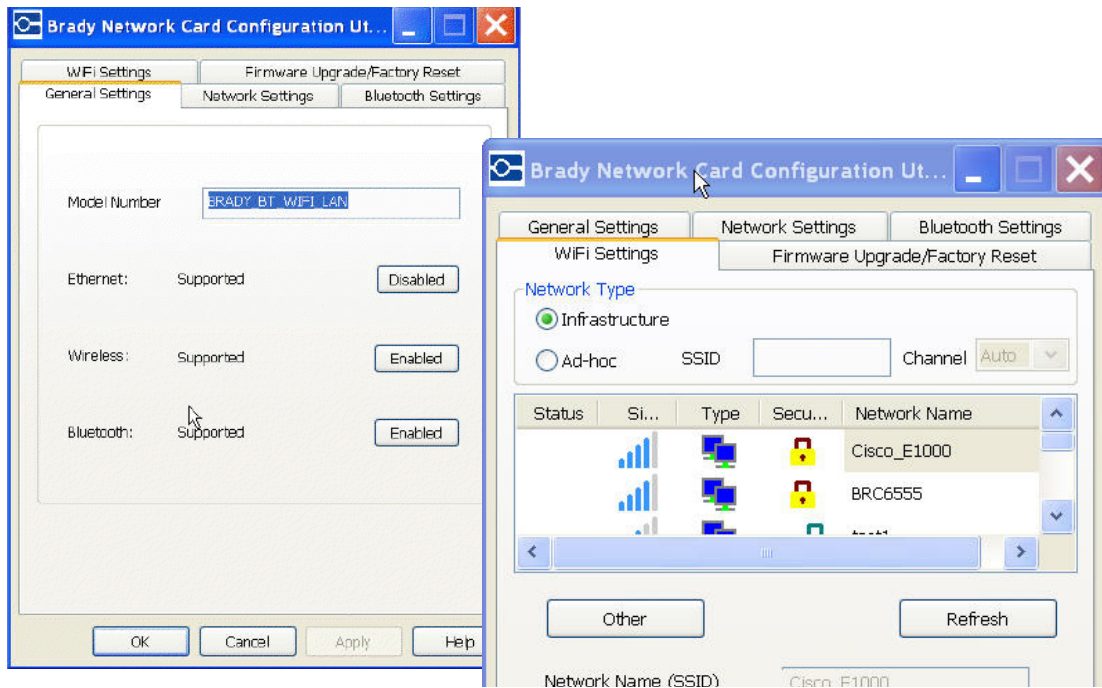 Brady Network Card Configuration Ut...
WiFi Settings Firmware Upgrade/Factory Reset
General Settings Network Settings Bluetooth Settings
Model Number BRADY_BT_WIFI_LAN
Ethernet: Supported Disabled
Wireless: Supported Enabled
Bluetooth: Supported Enabled
OK Cancel Apply Help
Brady Network Card Configuration Ut...
General Settings Network Settings Bluetooth Settings
WiFi Settings Firmware Upgrade/Factory Reset
Network Type
Infrastructure
Ad-hoc SSID Channel Auto
Status Si... Type Secu... Network Name
Cisco_E1000
BRC6555
test1
Other Refresh
Network Name (SSID) Cisco_E1000